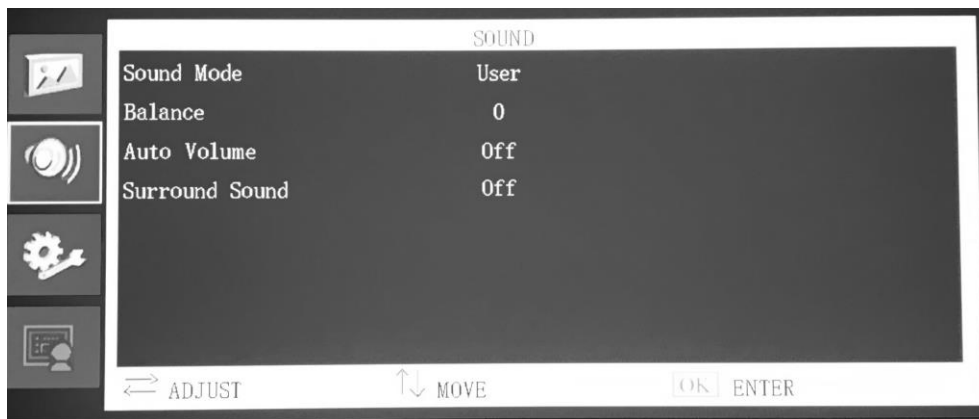 SOUND
Sound Mode User
Balance 0
Auto Volume Off
Surround Sound Off
ADJUST MOVE OK ENTER